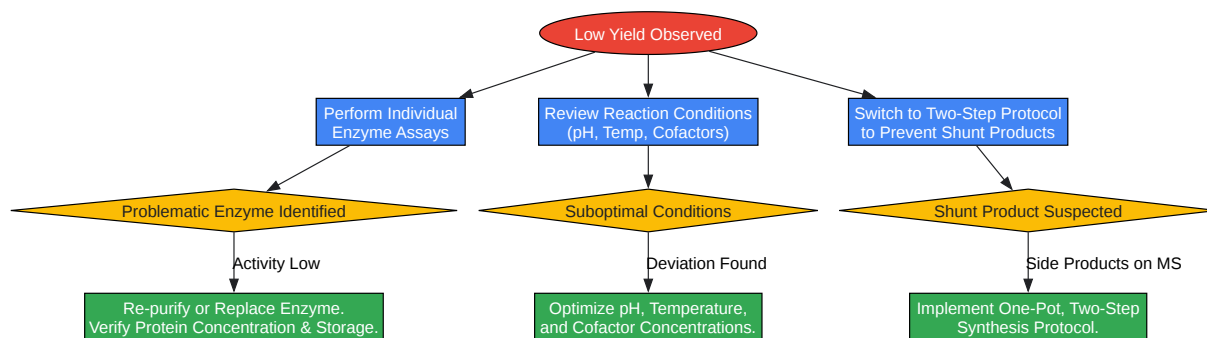 Low Yield Observed
Perform Individual
Enzyme Assays
Review Reaction Conditions
(pH, Temp, Cofactors)
Switch to Two-Step Protocol
to Prevent Shunt Products
Problematic Enzyme Identified
Suboptimal Conditions
Shunt Product Suspected
Activity Low
Deviation Found
Side Products on MS
Re-purify or Replace Enzyme.
Verify Protein Concentration & Storage.
Optimize pH, Temperature,
and Cofactor Concentrations.
Implement One-Pot, Two-Step
Synthesis Protocol.